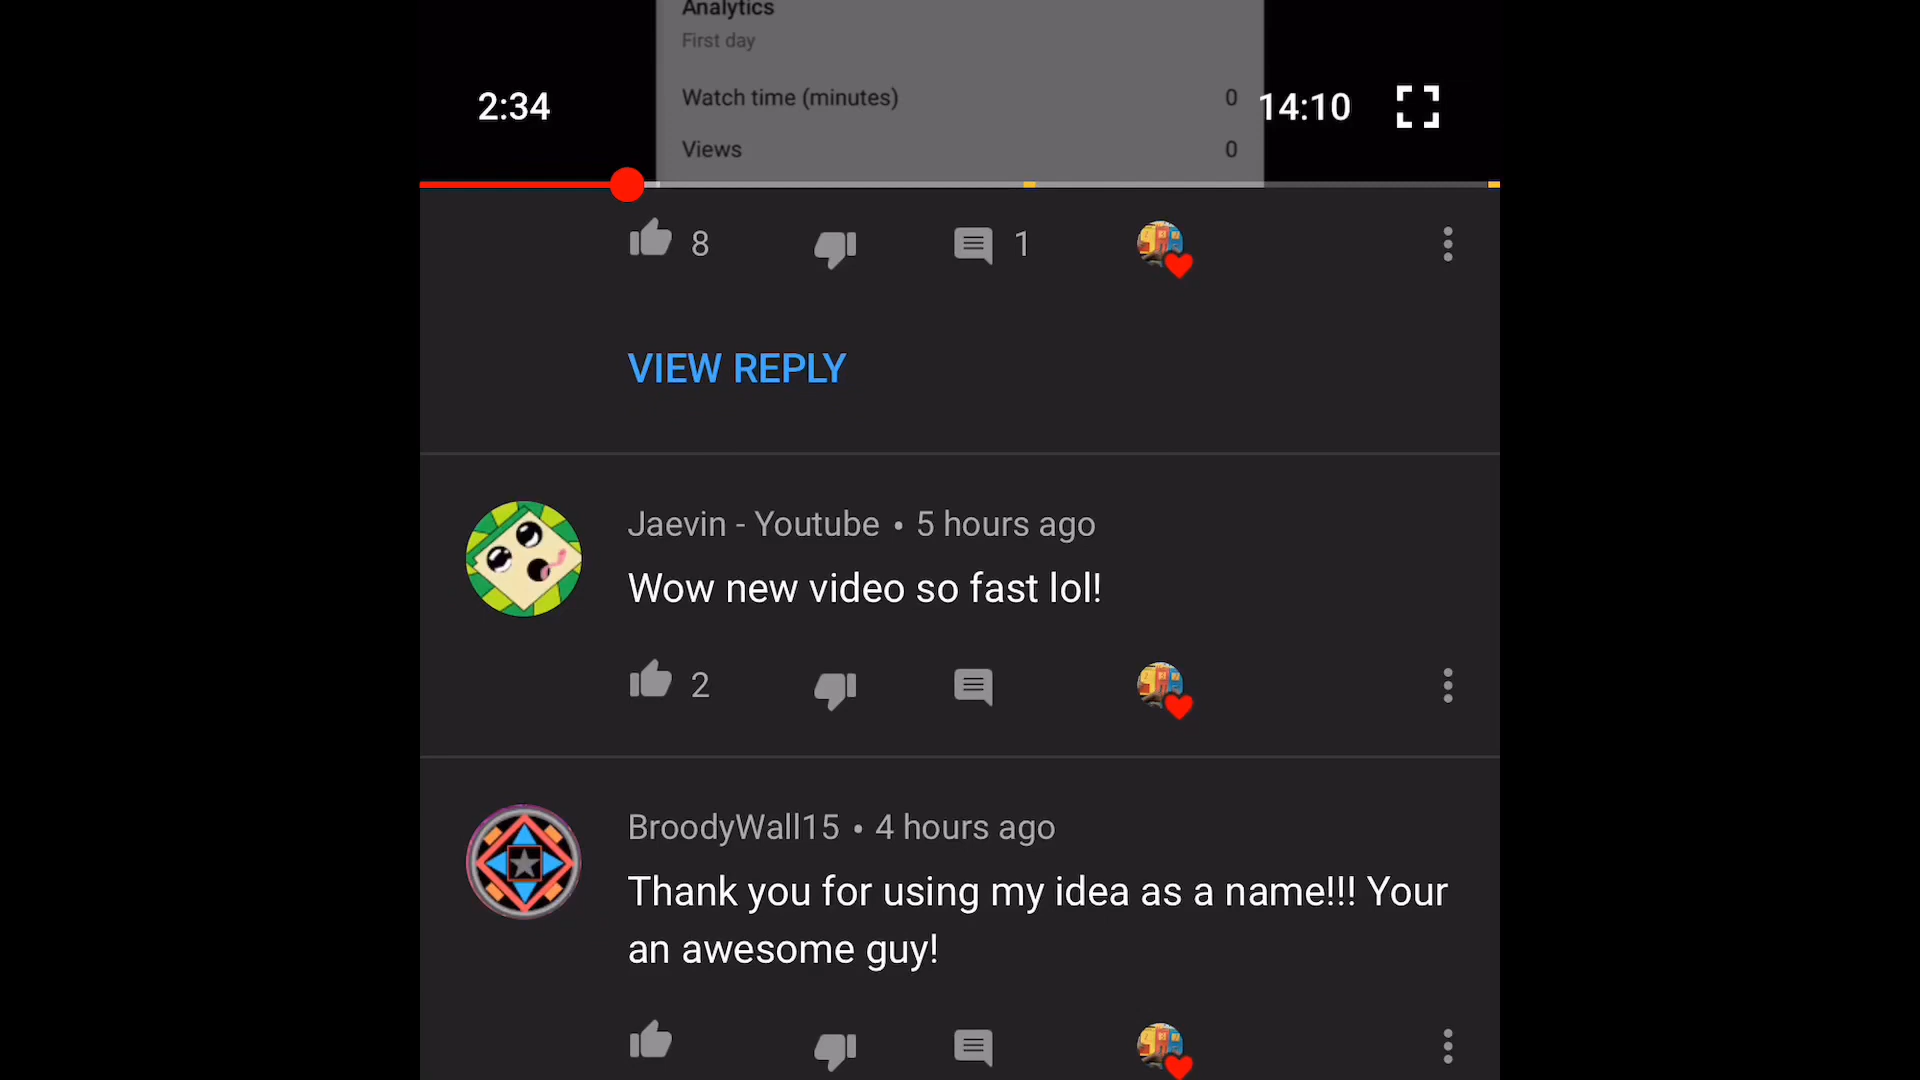 Analytics
First day
Watch time (minutes) 0
2:34
14:10
Views 0
8
1
VIEW REPLY
Jaevin - Youtube • 5 hours ago
Wow new video so fast lol!
2
BroodyWall15 • 4 hours ago
Thank you for using my idea as a name!!! Your
an awesome guy!